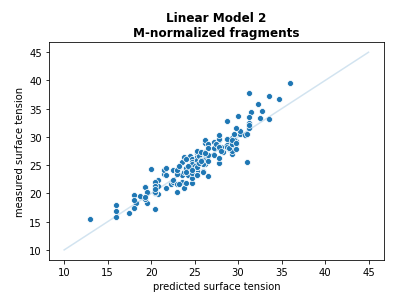 Linear Model 2
M-normalized fragments
measured surface tension
45
40
35
30
25
20
15
10
10 15 20 25 30 35 40 45
predicted surface tension